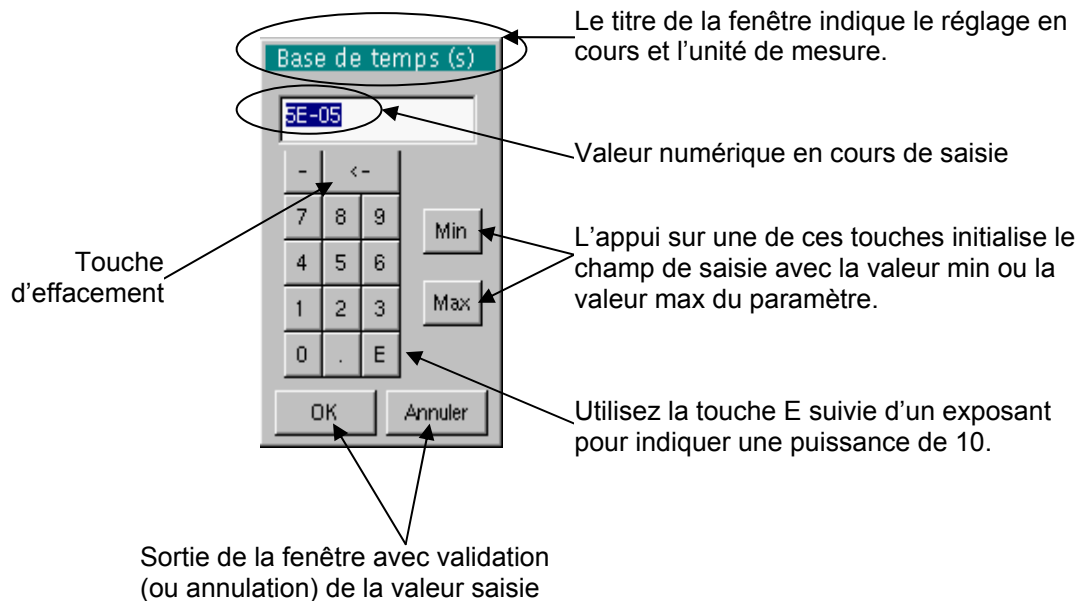 Le titre de la fenêtre indique le réglage en
cours et l’unité de mesure.
Base de temps (s)
5E-05
Valeur numérique en cours de saisie
- <-
7 8 9
Min
L’appui sur une de ces touches initialise le
champ de saisie avec la valeur min ou la
valeur max du paramètre.
Touche
d’effacement
4 5 6
1 2 3
Max
0 . E
OK Annuler
Utilisez la touche E suivie d’un exposant
pour indiquer une puissance de 10.
Sortie de la fenêtre avec validation
(ou annulation) de la valeur saisie